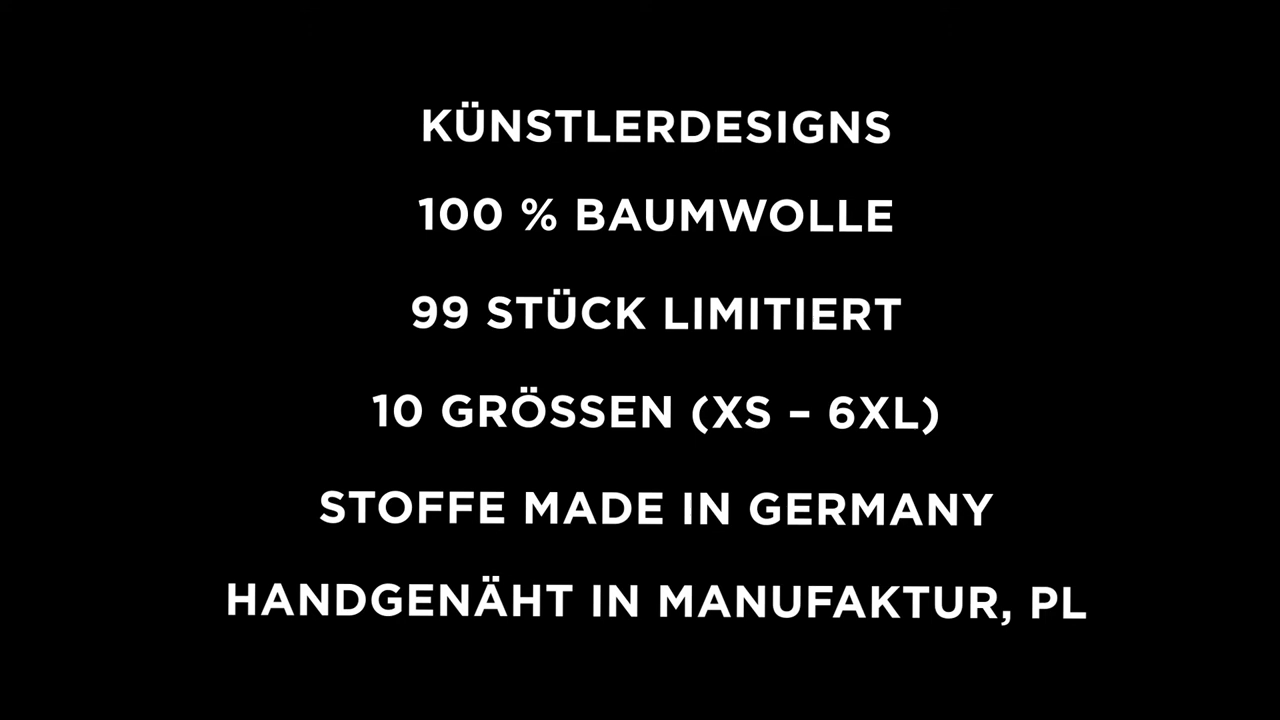 KÜNSTLERDESIGNS
100 % BAUMWOLLE
99 STÜCK LIMITIERT
10 GRÖSSEN (XS – 6XL)
STOFFE MADE IN GERMANY
HANDGENÄHT IN MANUFAKTUR, PL